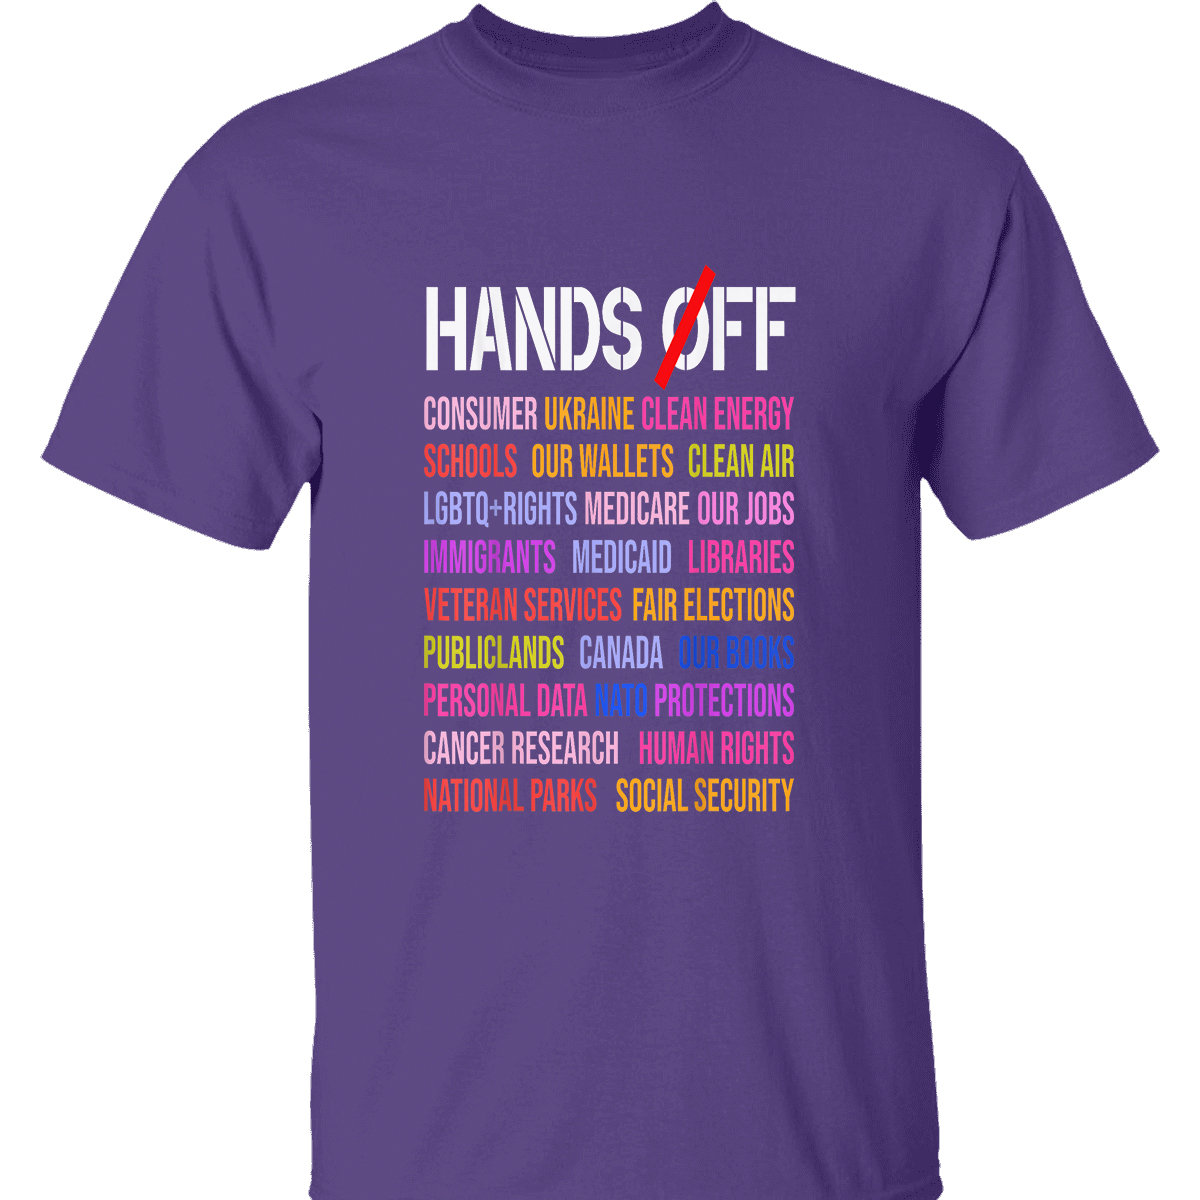 HANDS OFF
CONSUMER UKRAINE CLEAN ENERGY
SCHOOLS OUR WALLETS CLEAN AIR
LGBTQ+RIGHTS MEDICARE OUR JOBS
IMMIGRANTS MEDICAID LIBRARIES
VETERAN SERVICES FAIR ELECTIONS
PUBLICLANDS CANADA OUR BOOKS
PERSONAL DATA NATO PROTECTIONS
CANCER RESEARCH HUMAN RIGHTS
NATIONAL PARKS SOCIAL SECURITY